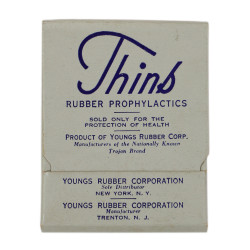 Thins
RUBBER PROPHYLACTICS
SOLD ONLY FOR THE
PROTECTION OF HEALTH
PRODUCT OF YOUNGS RUBBER CORP.
Manufacturers of the Nationally Known
Trojan Brand
YOUNGS RUBBER CORPORATION
Sole Distributor
NEW YORK, N. Y.
YOUNGS RUBBER CORPORATION
Manufacturer
TRENTON, N. J.